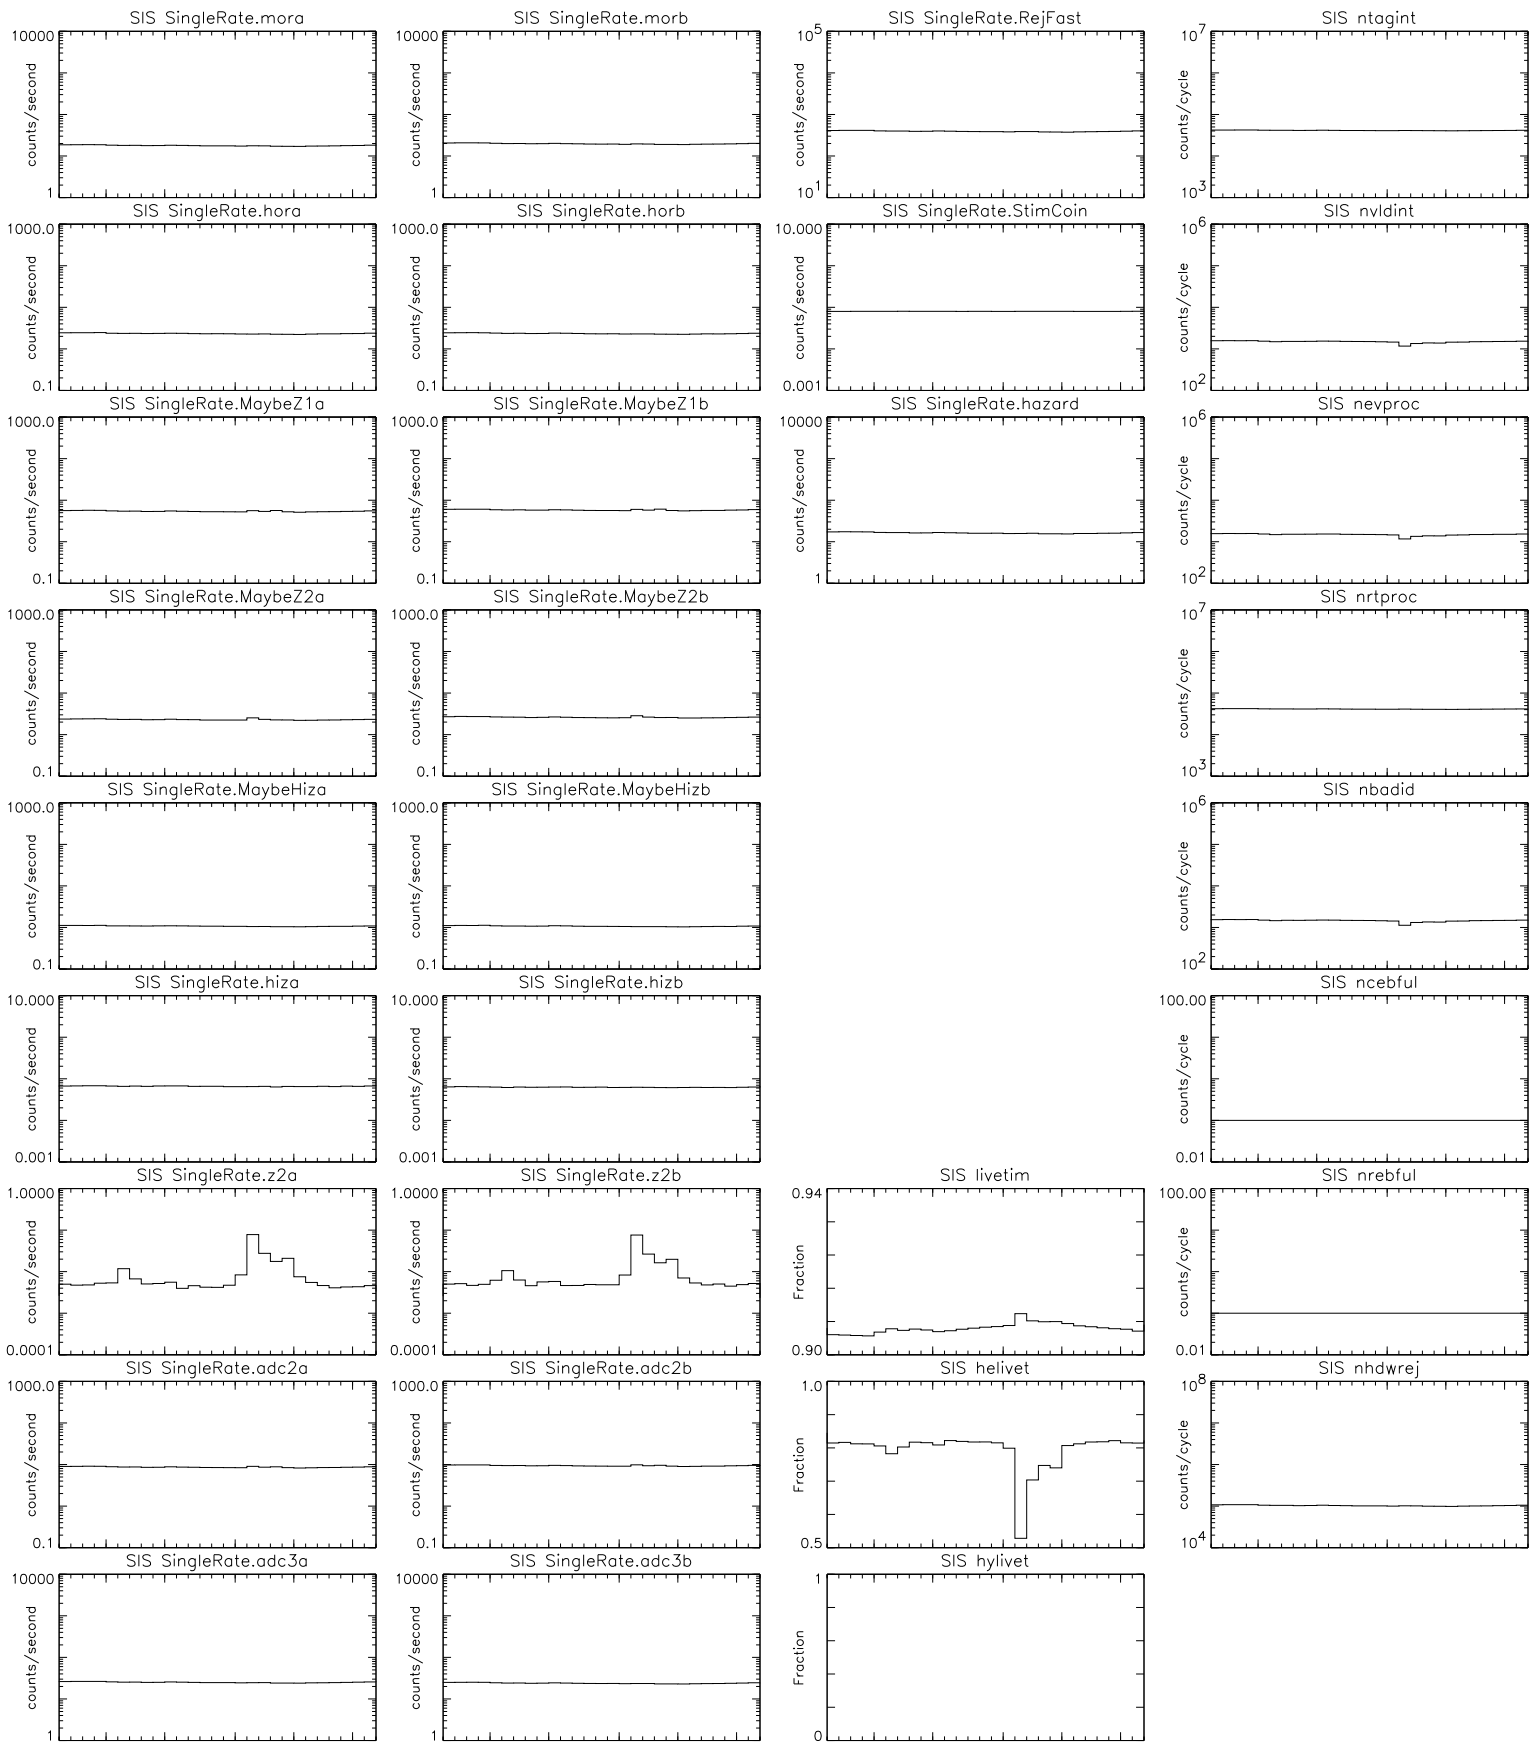 SIS SingleRate.mora
10000
counts/second
1
SIS SingleRate.morb
10000
counts/second
1
SIS SingleRate.RejFast
10^5
counts/second
10^1
SIS ntagint
10^7
counts/cycle
10^3
SIS SingleRate.hora
1000.0
counts/second
0.1
SIS SingleRate.horb
1000.0
counts/second
0.1
SIS SingleRate.StimCoin
10.000
counts/second
0.001
SIS nvldint
10^6
counts/cycle
10^2
SIS SingleRate.MaybeZ1a
1000.0
counts/second
0.1
SIS SingleRate.MaybeZ1b
1000.0
counts/second
0.1
SIS SingleRate.hazard
10000
counts/second
1
SIS nevproc
10^6
counts/cycle
10^2
SIS SingleRate.MaybeZ2a
1000.0
counts/second
0.1
SIS SingleRate.MaybeZ2b
1000.0
counts/second
0.1
SIS nrtproc
10^7
counts/cycle
10^3
SIS SingleRate.MaybeHiza
1000.0
counts/second
0.1
SIS SingleRate.MaybeHizb
1000.0
counts/second
0.1
SIS nbadid
10^6
counts/cycle
10^2
SIS SingleRate.hiza
10.000
counts/second
0.001
SIS SingleRate.hizb
10.000
counts/second
0.001
SIS ncebful
100.00
counts/cycle
0.01
SIS SingleRate.z2a
1.0000
counts/second
0.0001
SIS SingleRate.z2b
1.0000
counts/second
0.0001
SIS livetim
0.94
Fraction
0.90
SIS nrebful
100.00
counts/cycle
0.01
SIS SingleRate.adc2a
1000.0
counts/second
0.1
SIS SingleRate.adc2b
1000.0
counts/second
0.1
SIS helivet
1.0
Fraction
0.5
SIS nhdwrej
10^8
counts/cycle
10^4
SIS SingleRate.adc3a
10000
counts/second
1
SIS SingleRate.adc3b
10000
counts/second
1
SIS hylivet
1
Fraction
0